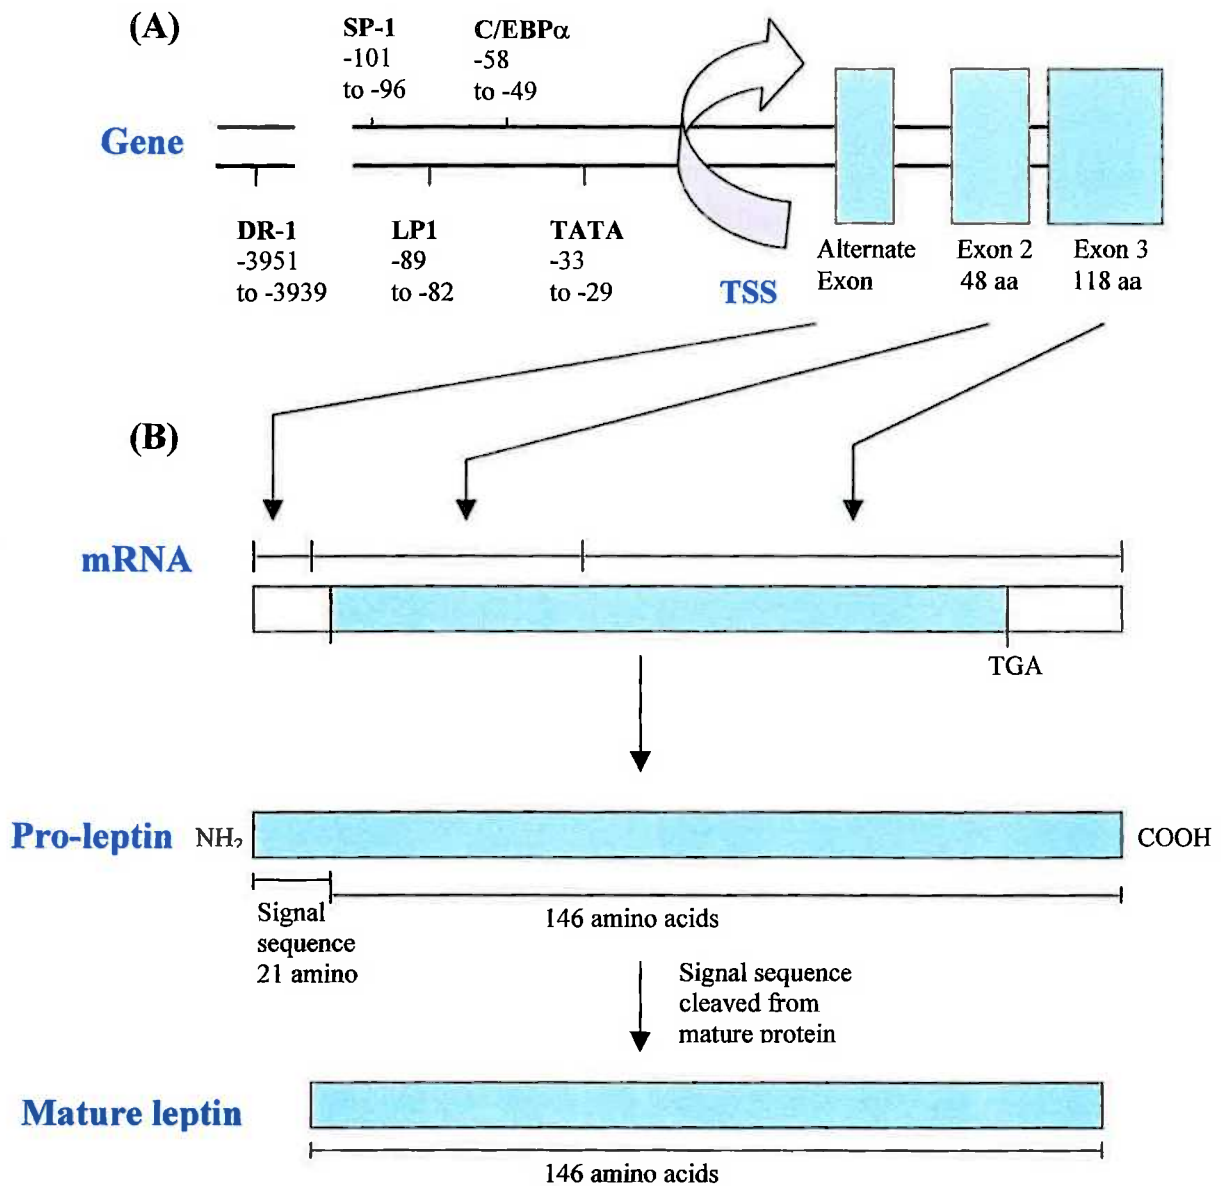 (A)
SP-1
-101
to -96
C/EBPα
-58
to -49
Gene
DR-1
-3951
to -3939
LP1
-89
to -82
TATA
-33
to -29
TSS
Alternate
Exon
Exon 2
48 aa
Exon 3
118 aa
(B)
mRNA
TGA
Pro-leptin
NH2
COOH
Signal
sequence
21 amino
146 amino acids
Signal sequence
cleaved from
mature protein
Mature leptin
146 amino acids